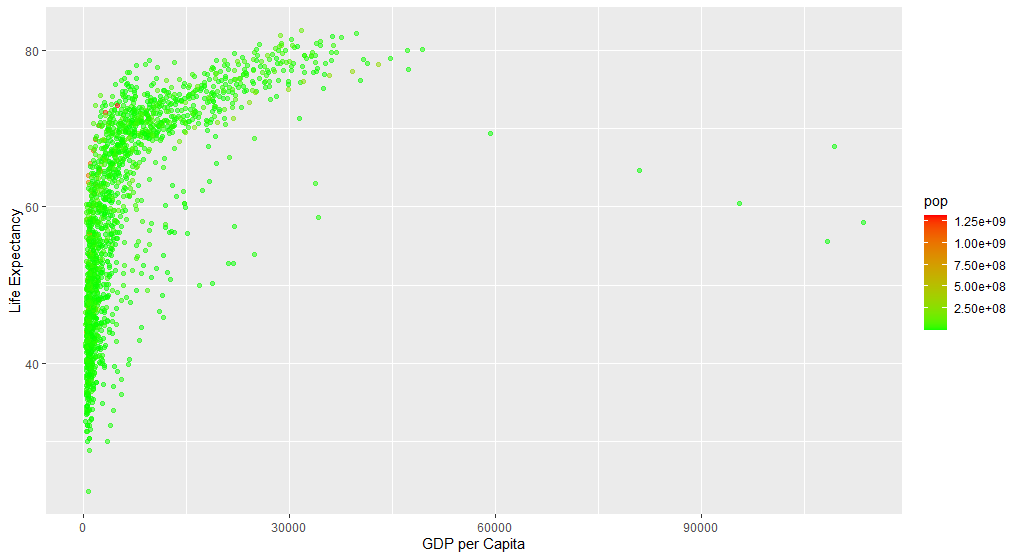 80
60
40
Life Expectancy
0
30000
60000
90000
GDP per Capita
pop
1.25e+09
1.00e+09
7.50e+08
5.00e+08
2.50e+08